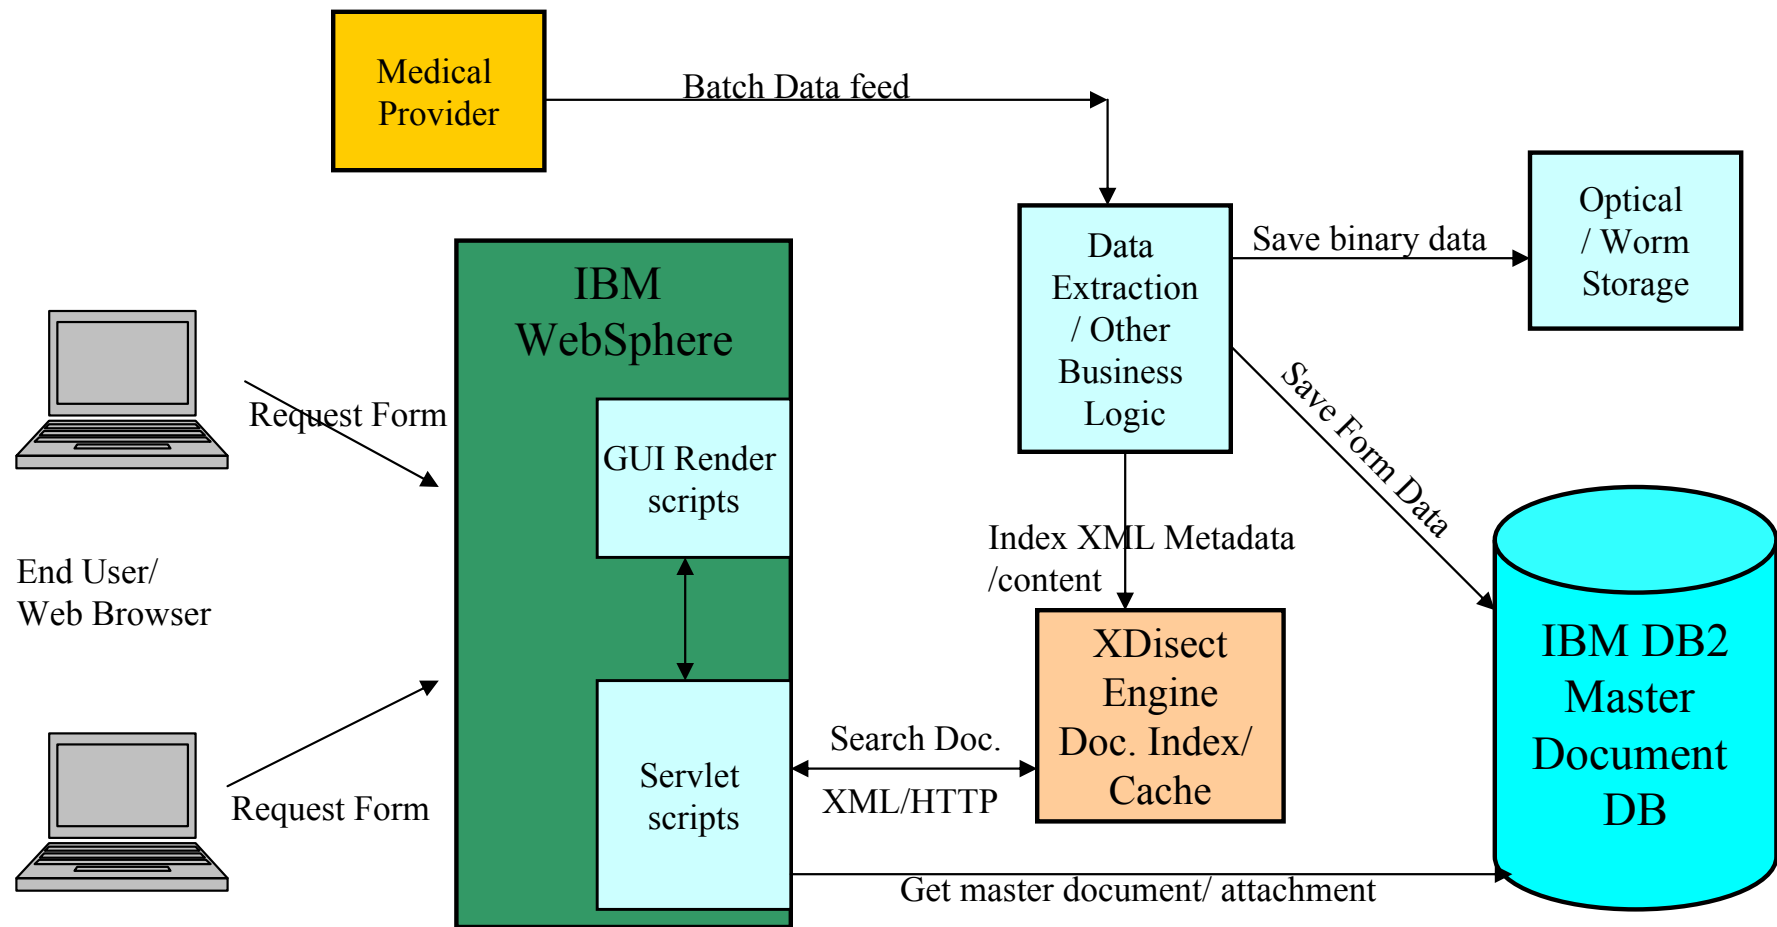 Medical
Provider
Batch Data feed
Optical
/ Worm
Storage
Data
Extraction
/ Other
Business
Logic
Save binary data
IBM
WebSphere
Save Form Data
Request Form
GUI Render
scripts
Index XML Metadata
/content
End User/
Web Browser
XDisect
Engine
Doc. Index/
Cache
IBM DB2
Master
Document
DB
Search Doc.
XML/HTTP
Servlet
scripts
Request Form
Get master document/ attachment